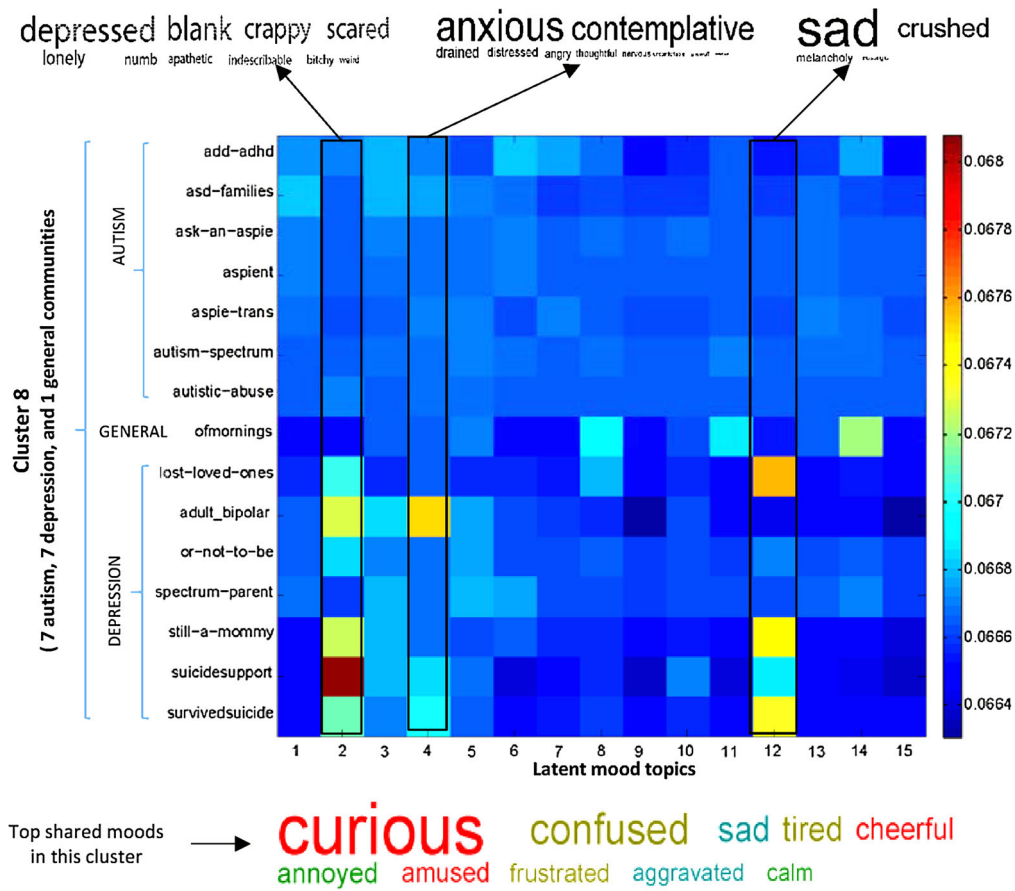 depressed blank crappy scared
lonely numb apathetic indescribable bitchy weird
anxious contemplative
drained distressed angry thoughtful nervous
sad crushed
melancholy
Cluster 8
( 7 autism, 7 depression, and 1 general communities
AUTISM
GENERAL
DEPRESSION
add-adhd
asd-families
ask-an-aspie
aspient
aspie-trans
autism-spectrum
autistic-abuse
ofmornings
lost-loved-ones
adult_bipolar
or-not-to-be
spectrum-parent
still-a-mommy
suicidesupport
survivedsuicide
1 2 3 4 5 6 7 8 9 10 11 12 13 14 15
Latent mood topics
0.068
0.0678
0.0676
0.0674
0.0672
0.067
0.0668
0.0666
0.0664
Top shared moods
in this cluster
curious confused sad tired cheerful
annoyed amused frustrated aggravated calm